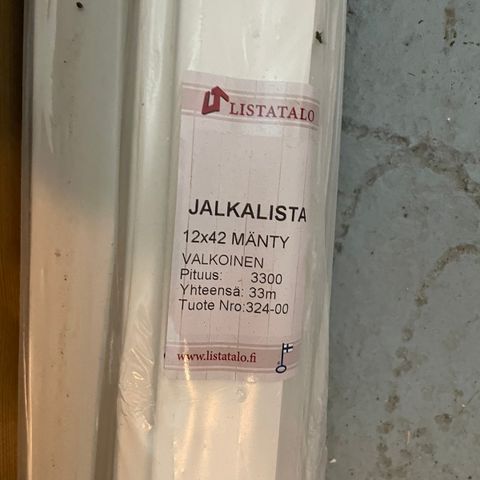 LISTATALO
JALKALISTA
12x42 MÄNTY
VALKOINEN
Pituus: 3300
Yhteensä: 33m
Tuote Nro:324-00
www.listatalo.fi